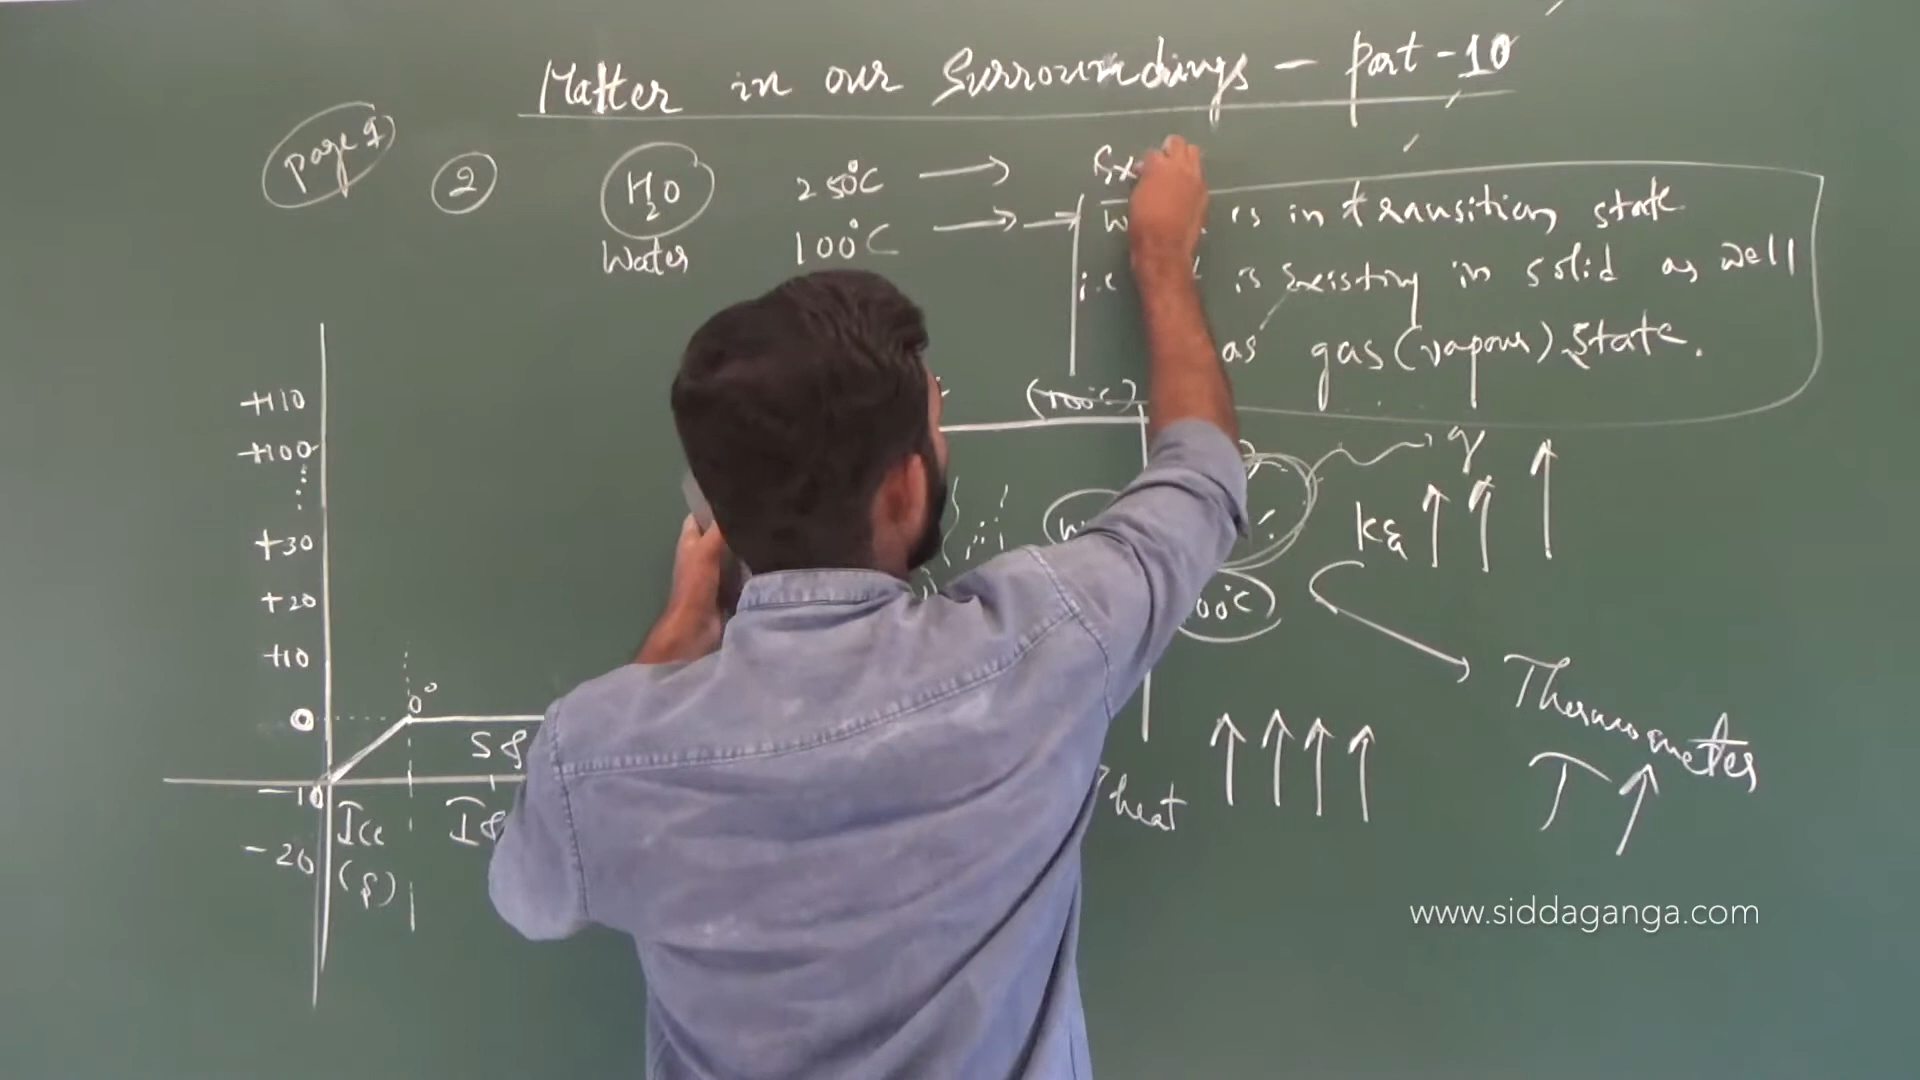 Matter in our Surroundings - Part-10
Page 9
2
H2O
Water
250°C →
100°C →
is in transition state
i.e is existing in solid as well
as gas (vapour) state.
+110
+100
+30
+20
+10
0
-10
-20
0°
Ice
(100°C)
KE ↑ ↑ ↑
00°C
Thermometer
T ↑
heat ↑ ↑ ↑ ↑
www.siddaganga.com